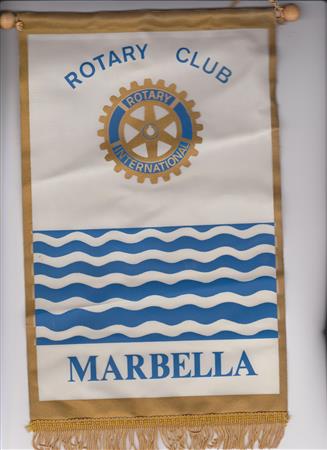 ROTARY CLUB
ROTARY
INTERNATIONAL
MARBELLA